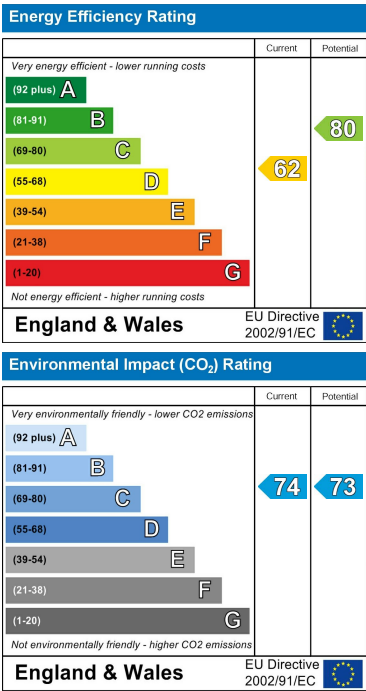 Energy Efficiency Rating
Current Potential
Very energy efficient - lower running costs
(92 plus) A
(81-91) B
(69-80) C
(55-68) D
(39-54) E
(21-38) F
(1-20) G
62
80
Not energy efficient - higher running costs
England & Wales
EU Directive
2002/91/EC
Environmental Impact (CO₂) Rating
Current Potential
Very environmentally friendly - lower CO2 emissions
(92 plus) A
(81-91) B
(69-80) C
(55-68) D
(39-54) E
(21-38) F
(1-20) G
74
73
Not environmentally friendly - higher CO2 emissions
England & Wales
EU Directive
2002/91/EC